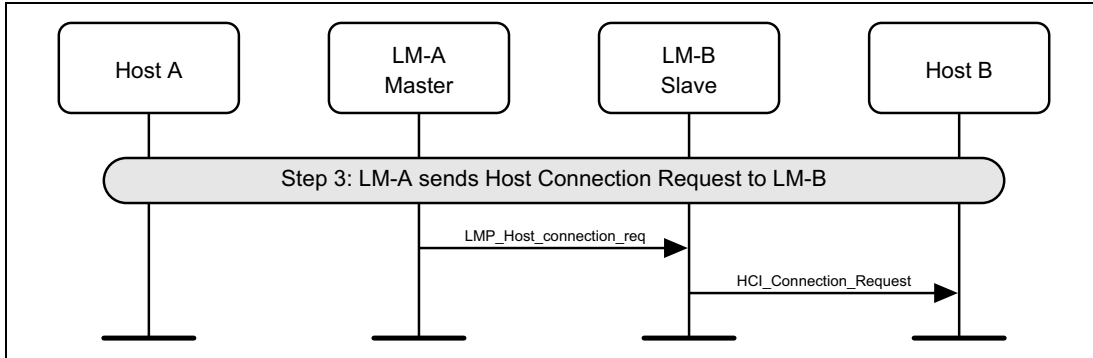 Host A
LM-A
Master
LM-B
Slave
Host B
Step 3: LM-A sends Host Connection Request to LM-B
LMP_Host_connection_req
HCI_Connection_Request